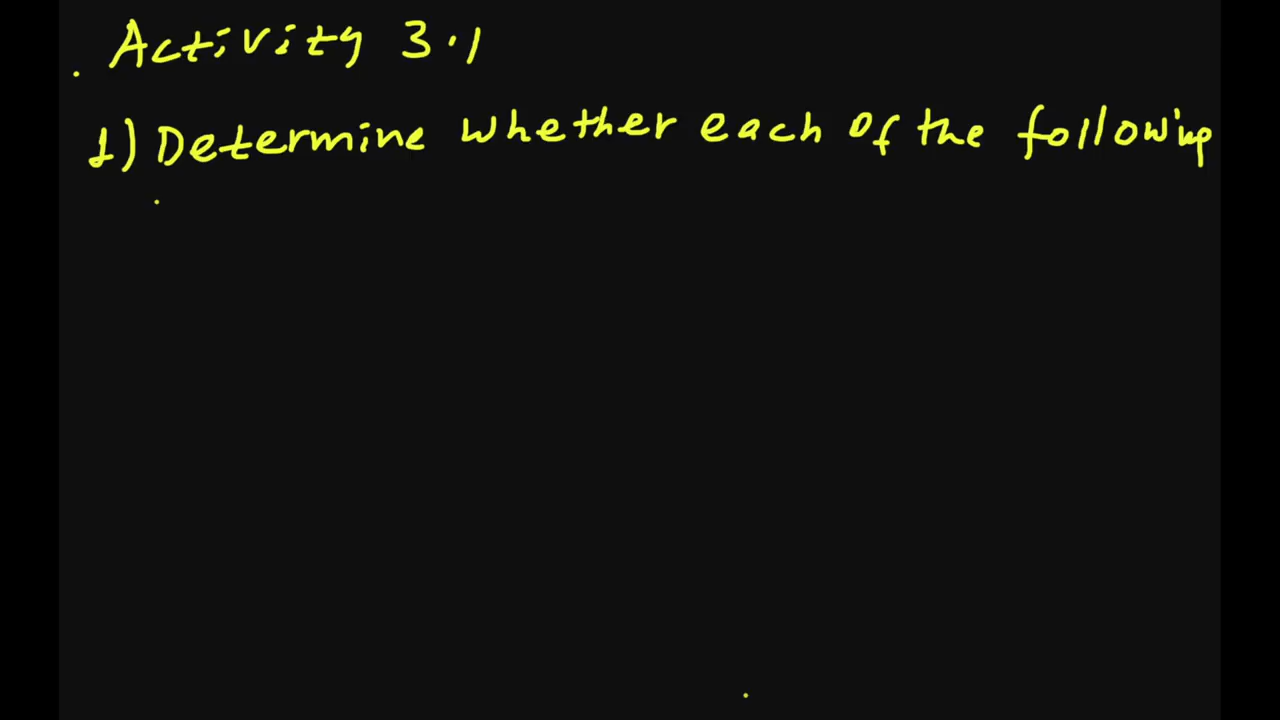 Activity 3.1
1) Determine whether each of the following